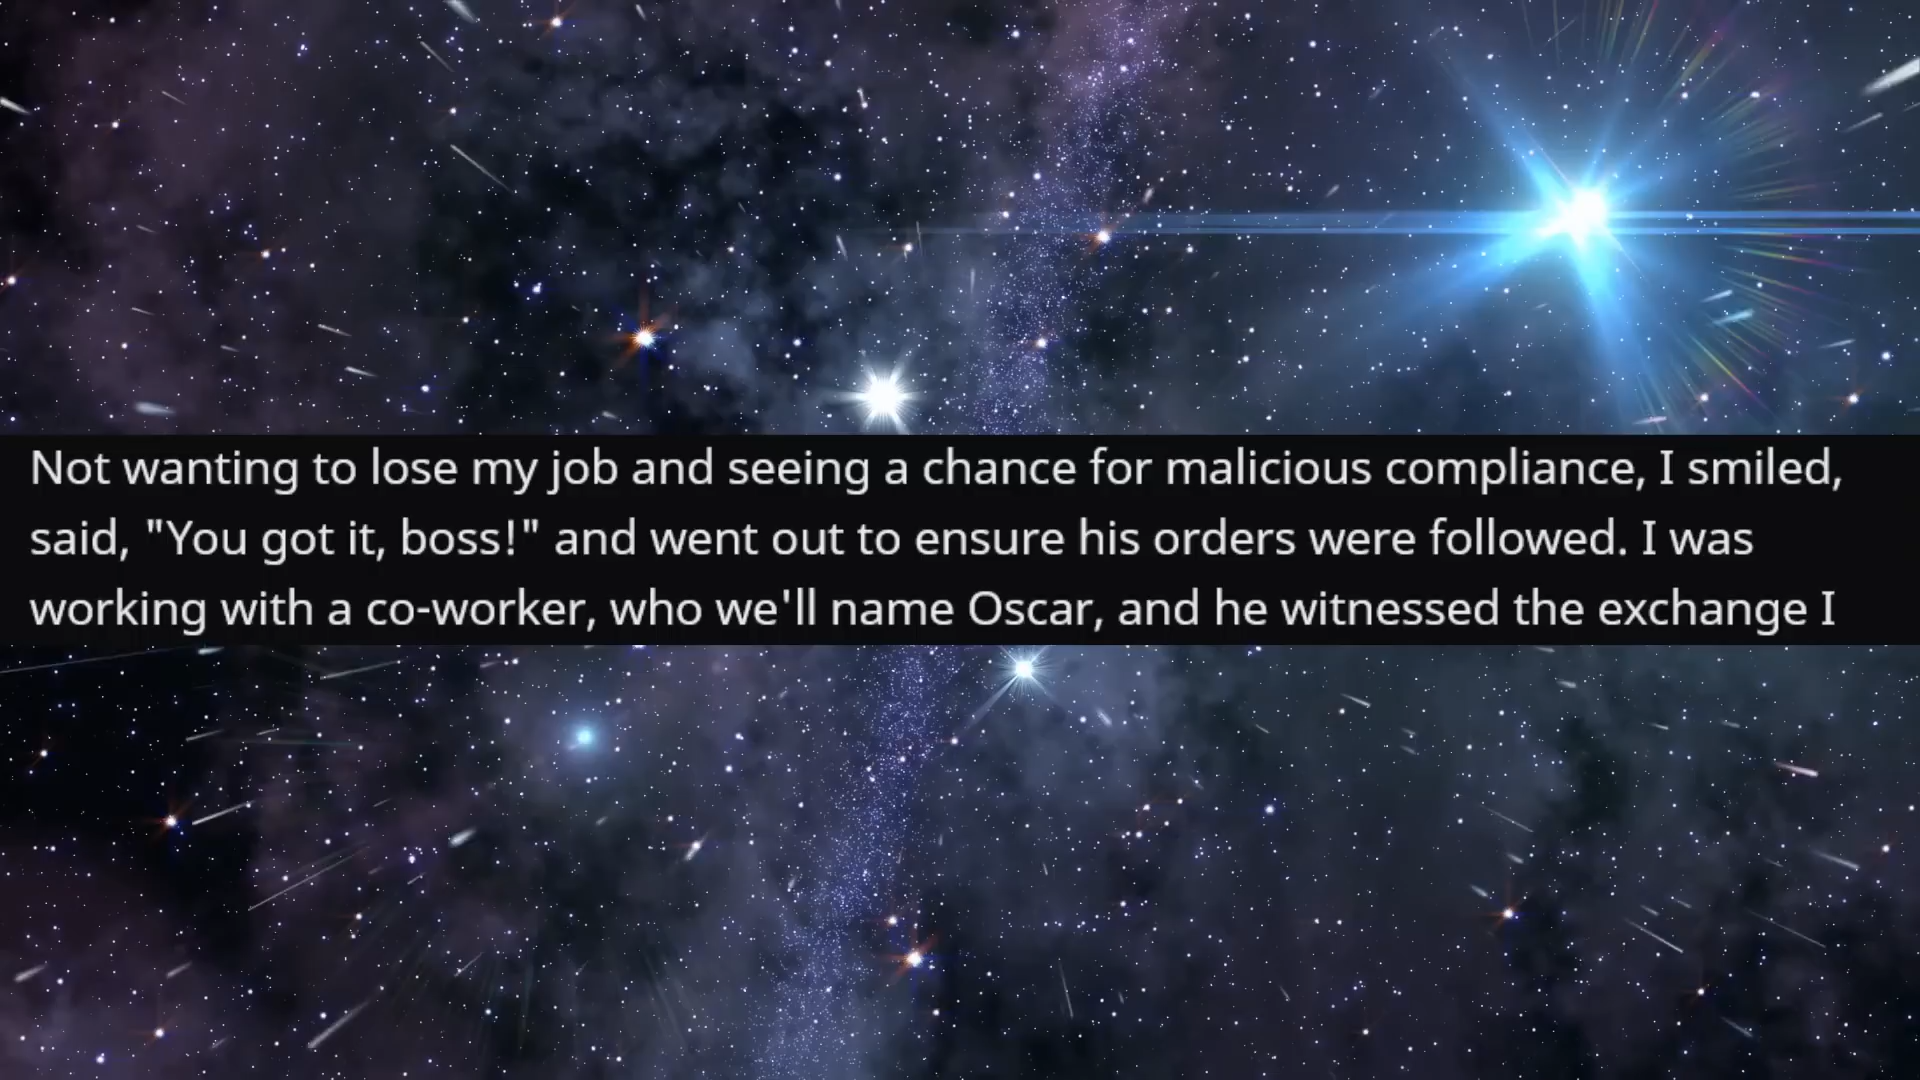 Not wanting to lose my job and seeing a chance for malicious compliance, I smiled,
said, "You got it, boss!" and went out to ensure his orders were followed. I was
working with a co-worker, who we'll name Oscar, and he witnessed the exchange I